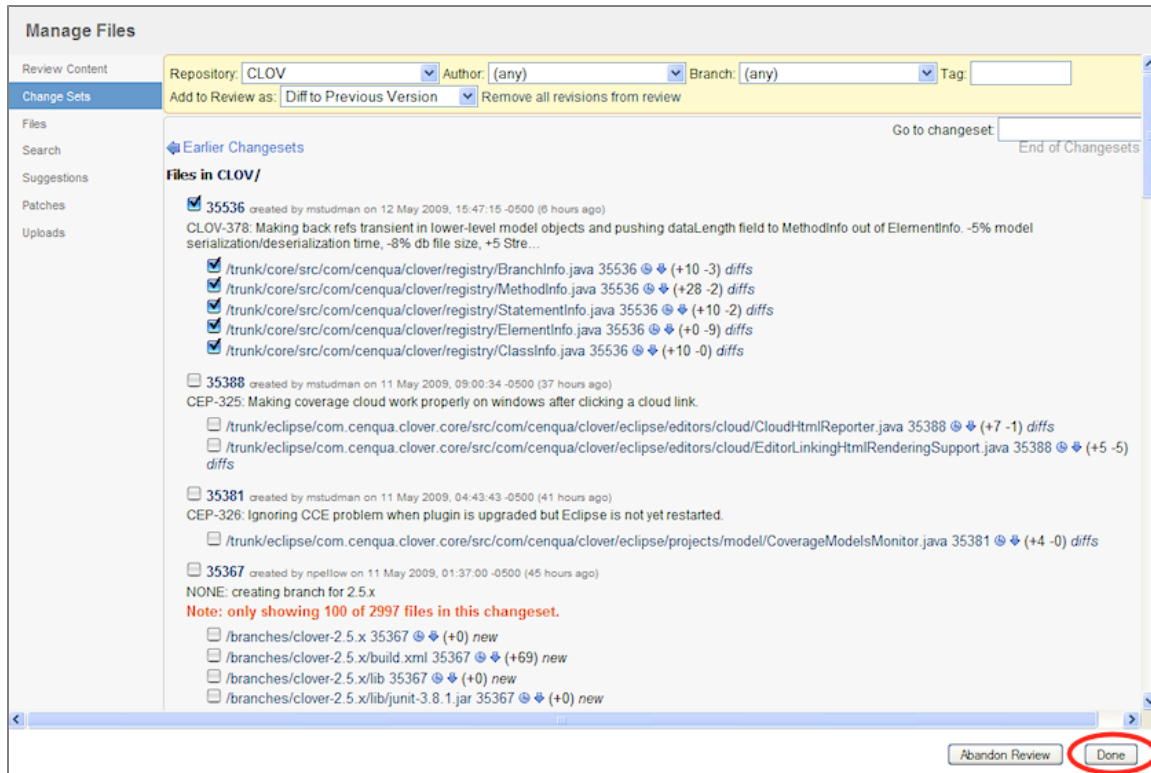 Manage Files
Review Content
Change Sets
Files
Search
Suggestions
Patches
Uploads
Repository: CLOV Author: (any) Branch: (any) Tag:
Add to Review as: Diff to Previous Version Remove all revisions from review
Go to changeset:
Earlier Changesets End of Changesets
Files in CLOV/
35536 created by mstudman on 12 May 2009, 15:47:15 -0500 (6 hours ago)
CLOV-378: Making back refs transient in lower-level model objects and pushing dataLength field to MethodInfo out of ElementInfo. -5% model
serialization/deserialization time, -8% db file size, +5 Stre...
/trunk/core/src/com/cenqua/clover/registry/BranchInfo.java 35536 (+10 -3) diffs
/trunk/core/src/com/cenqua/clover/registry/MethodInfo.java 35536 (+28 -2) diffs
/trunk/core/src/com/cenqua/clover/registry/StatementInfo.java 35536 (+10 -2) diffs
/trunk/core/src/com/cenqua/clover/registry/ElementInfo.java 35536 (+0 -9) diffs
/trunk/core/src/com/cenqua/clover/registry/ClassInfo.java 35536 (+10 -0) diffs
35388 created by mstudman on 11 May 2009, 09:00:34 -0500 (37 hours ago)
CEP-325: Making coverage cloud work properly on windows after clicking a cloud link.
/trunk/eclipse/com.cenqua.clover.core/src/com/cenqua/clover/eclipse/editors/cloud/CloudHtmlReporter.java 35388 (+7 -1) diffs
/trunk/eclipse/com.cenqua.clover.core/src/com/cenqua/clover/eclipse/editors/cloud/EditorLinkingHtmlRenderingSupport.java 35388 (+5 -5)
diffs
35381 created by mstudman on 11 May 2009, 04:43:43 -0500 (41 hours ago)
CEP-326: Ignoring CCE problem when plugin is upgraded but Eclipse is not yet restarted.
/trunk/eclipse/com.cenqua.clover.core/src/com/cenqua/clover/eclipse/projects/model/CoverageModelsMonitor.java 35381 (+4 -0) diffs
35367 created by npellow on 11 May 2009, 01:37:00 -0500 (45 hours ago)
NONE: creating branch for 2.5.x
Note: only showing 100 of 2997 files in this changeset.
/branches/clover-2.5.x 35367 (+0) new
/branches/clover-2.5.x/build.xml 35367 (+69) new
/branches/clover-2.5.x/lib 35367 (+0) new
/branches/clover-2.5.x/lib/junit-3.8.1.jar 35367 (+0) new
Abandon Review Done